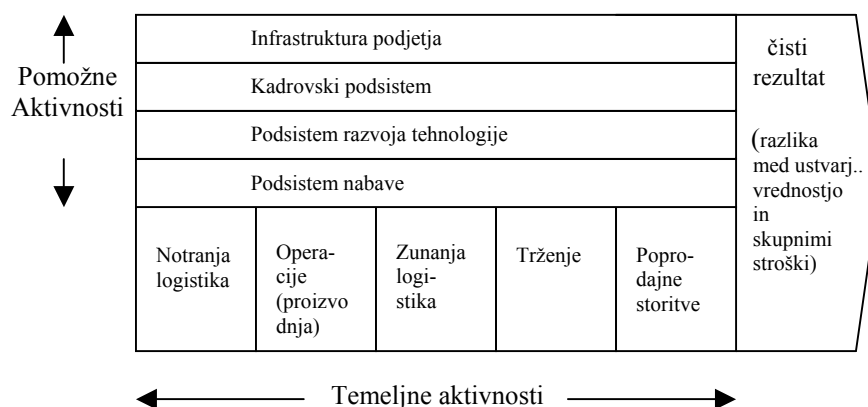 Pomožne
Aktivnosti
Infrastruktura podjetja
Kadrovski podsistem
Podsistem razvoja tehnologije
Podsistem nabave
Notranja
logistika
Opera-
cije
(proizvo
dnja)
Zunanja
logi-
stika
Trženje
Popro-
dajne
storitve
čisti
rezultat
(razlika
med ustvarj..
vrednostjo
in
skupnimi
stroški)
Temeljne aktivnosti